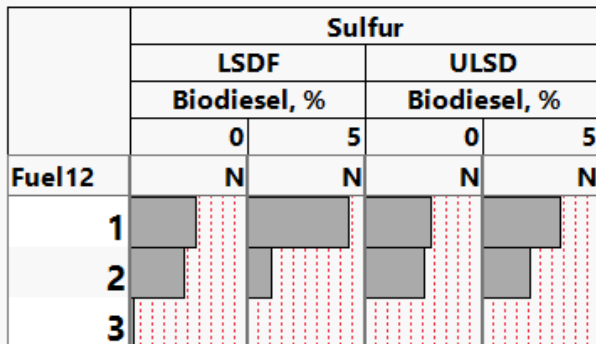 Sulfur
LSDF ULSD
Biodiesel, % Biodiesel, %
0 5 0 5
Fuel12 N N N N
1
2
3